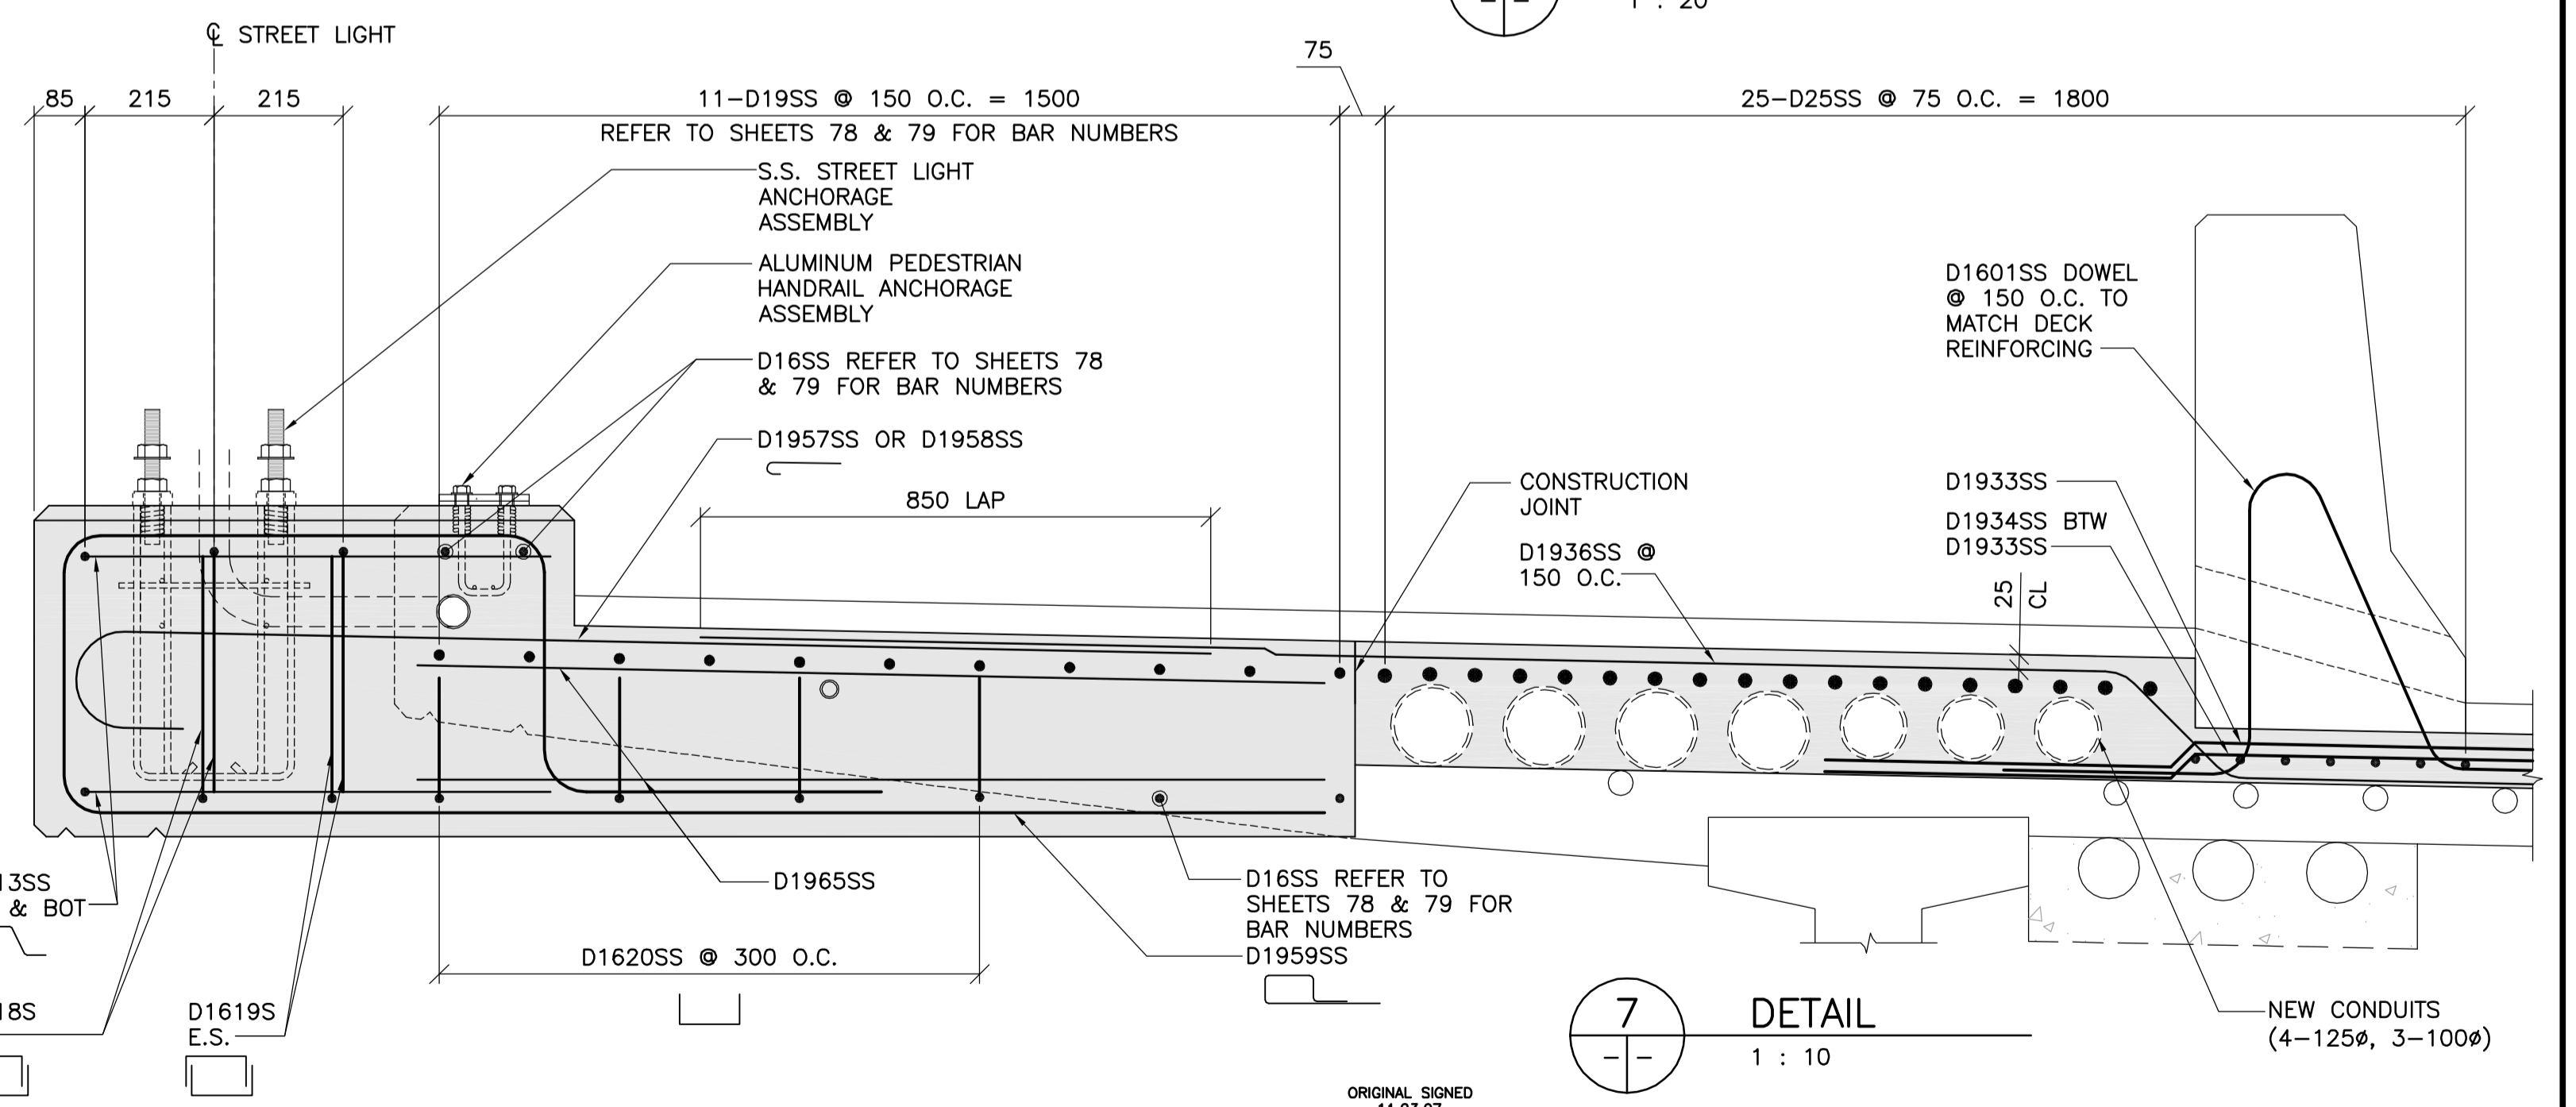 1 : 20
℄ STREET LIGHT
75
85
215
215
11-D19SS @ 150 O.C. = 1500
25-D25SS @ 75 O.C. = 1800
REFER TO SHEETS 78 & 79 FOR BAR NUMBERS
S.S. STREET LIGHT
ANCHORAGE
ASSEMBLY
ALUMINUM PEDESTRIAN
HANDRAIL ANCHORAGE
ASSEMBLY
D1601SS DOWEL
@ 150 O.C. TO
MATCH DECK
REINFORCING
D16SS REFER TO SHEETS 78
& 79 FOR BAR NUMBERS
D1957SS OR D1958SS
850 LAP
CONSTRUCTION
JOINT
D1933SS
D1934SS BTW
D1933SS
D1936SS @
150 O.C.
25
CL
13SS
& BOT
D1965SS
D16SS REFER TO
SHEETS 78 & 79 FOR
BAR NUMBERS
D1959SS
D1620SS @ 300 O.C.
18S
D1619S
E.S.
7
DETAIL
1 : 10
NEW CONDUITS
(4-125ø, 3-100ø)
ORIGINAL SIGNED